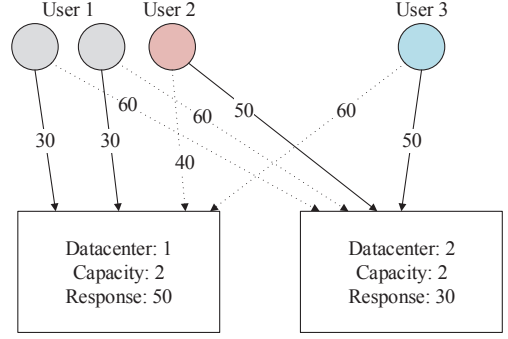 User 1
User 2
User 3
60
60
50
60
30
30
40
50
Datacenter: 1
Capacity: 2
Response: 50
Datacenter: 2
Capacity: 2
Response: 30